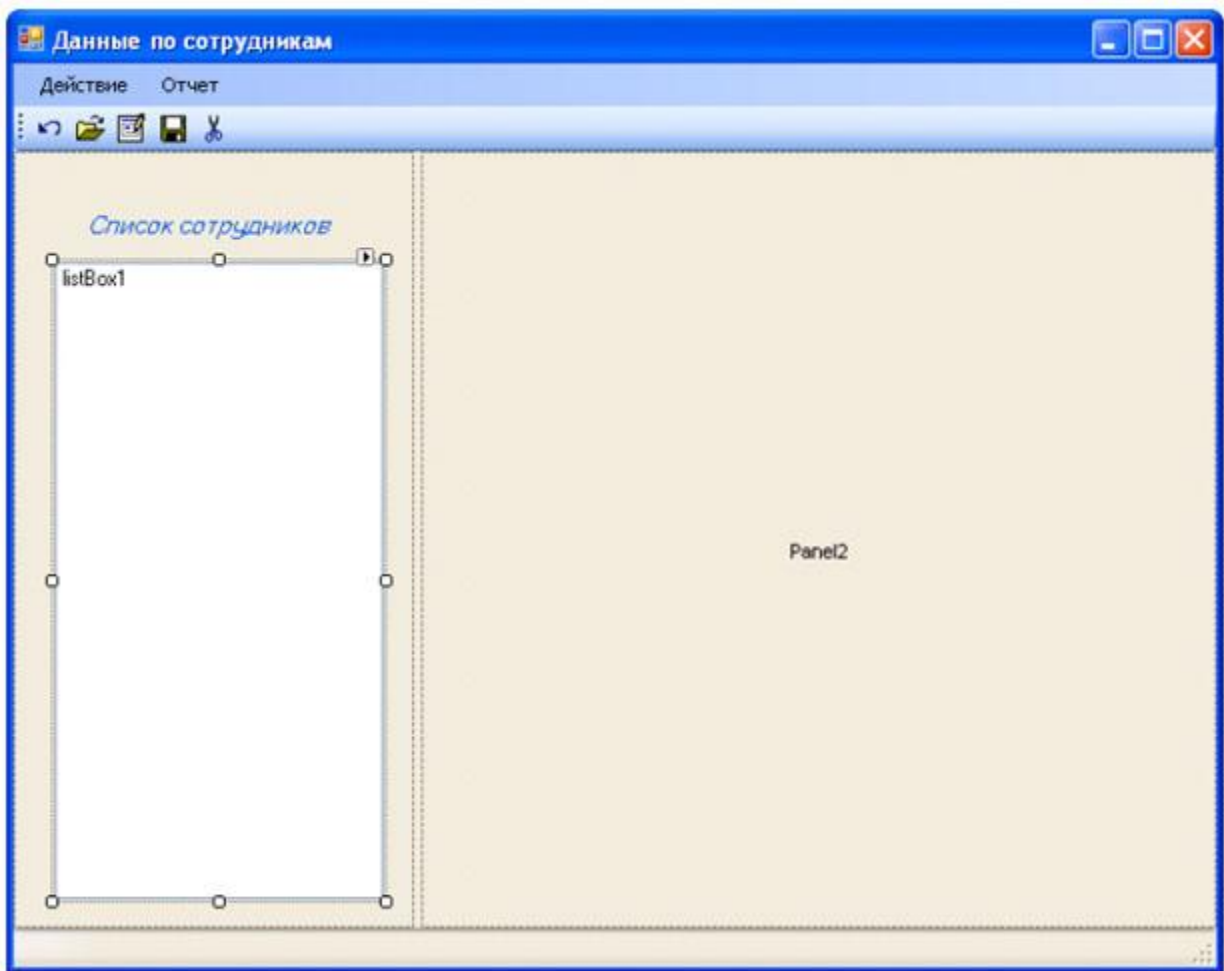 Данные по сотрудникам
Действие Отчет
Список сотрудников
listBox1
Panel2